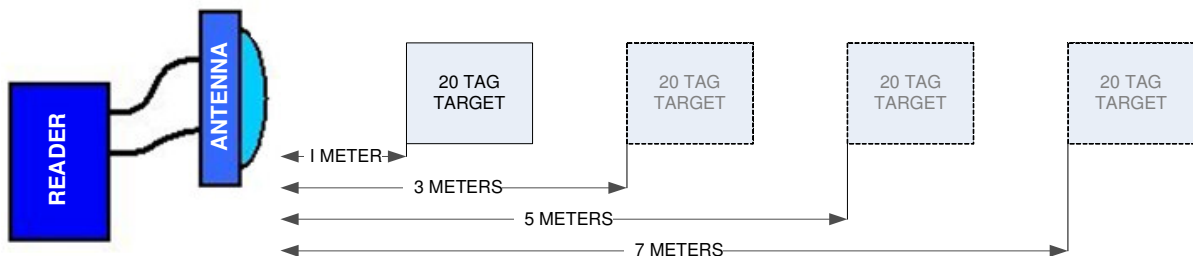 READER
ANTENNA
20 TAG
TARGET
20 TAG
TARGET
20 TAG
TARGET
20 TAG
TARGET
I METER
3 METERS
5 METERS
7 METERS